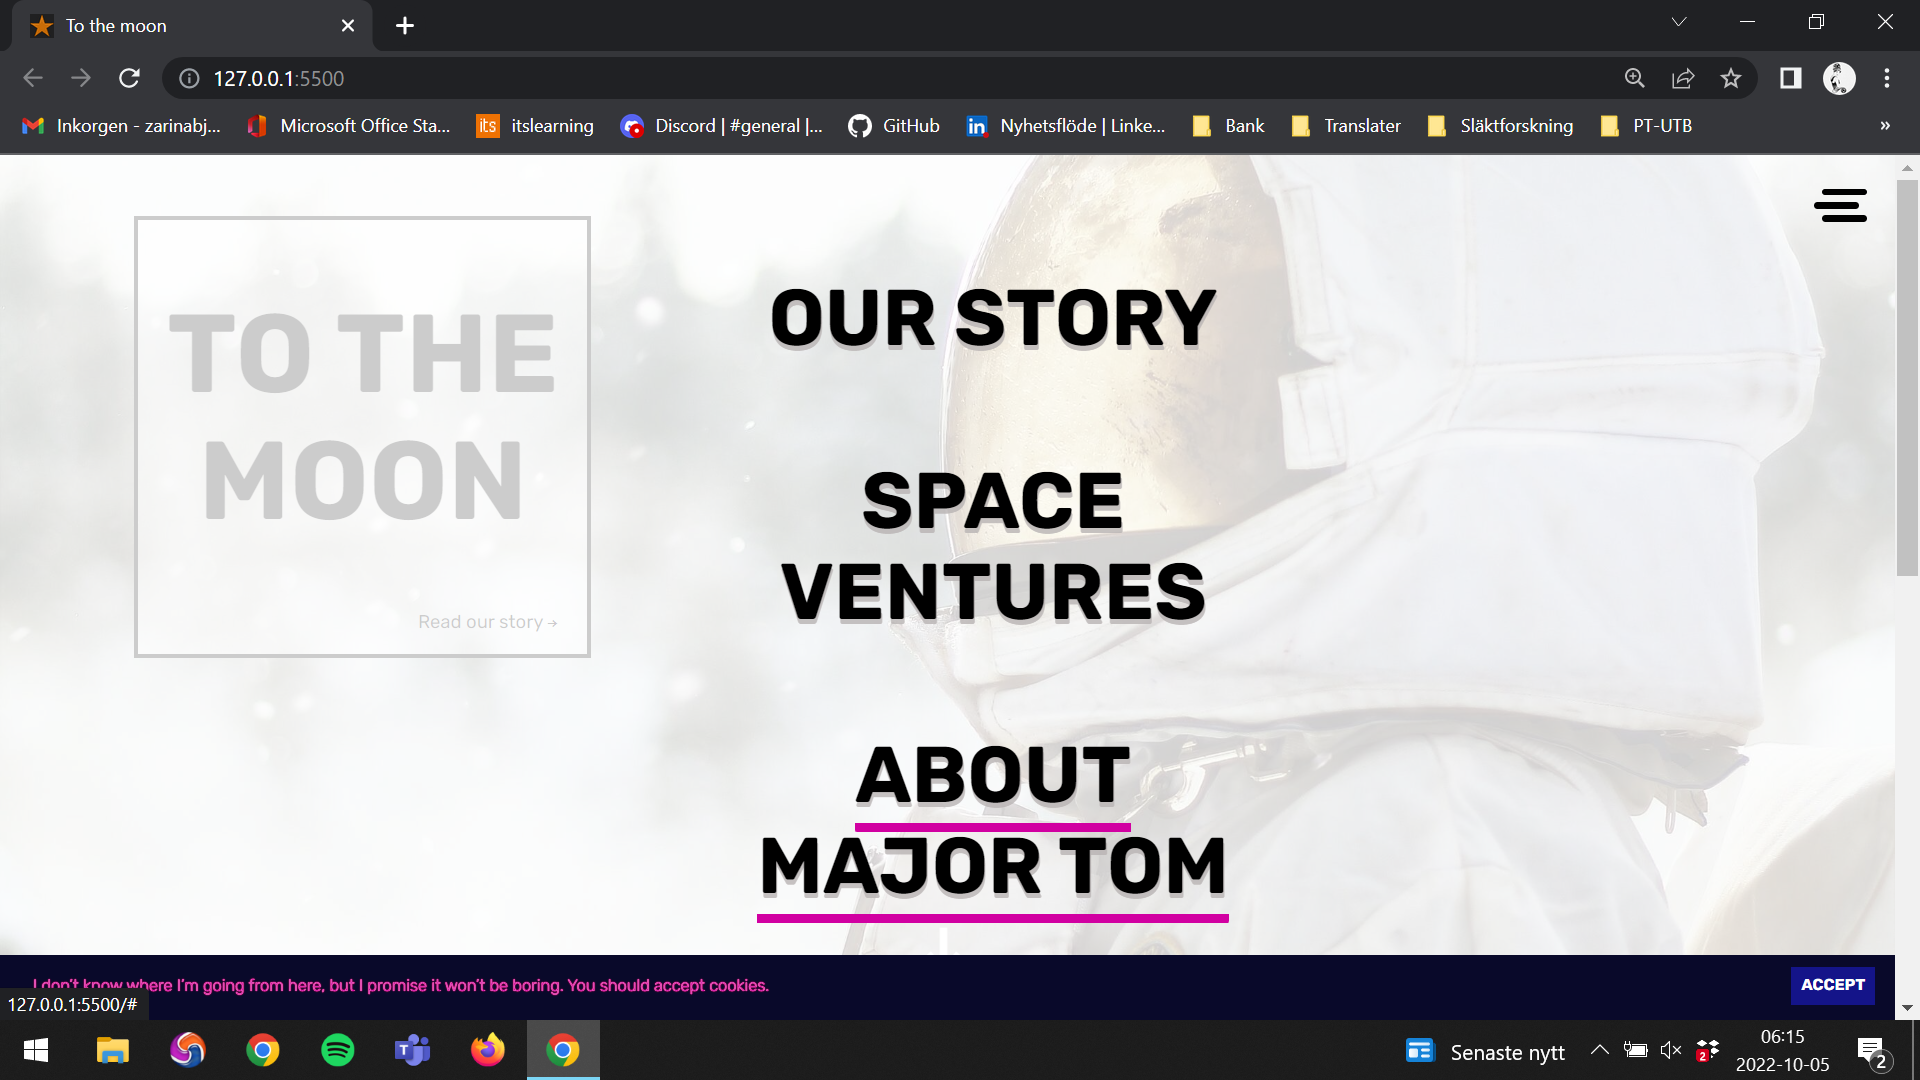 To the moon
127.0.0.1:5500
Inkorgen - zarinabj...
Microsoft Office Sta...
its
itslearning
Discord | #general |...
GitHub
in
Nyhetsflöde | Linke...
Bank
Translater
Släktforskning
PT-UTB
»
TO THE
MOON
Read our story →
OUR STORY
SPACE
VENTURES
ABOUT
MAJOR TOM
I don't know where I'm going from here, but I promise it won't be boring. You should accept cookies.
ACCEPT
127.0.0.1:5500/#
T
Senaste nytt
2
06:15
2022-10-05
2